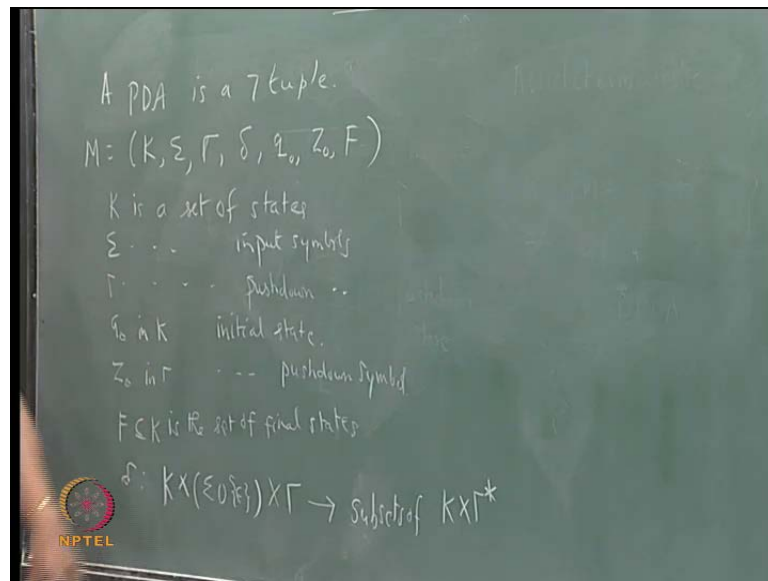 A PDA is a 7 tuple.
M = (K, Σ, Γ, δ, q₀, Z₀, F)
K is a set of states
Σ . . . input symbols
Γ . . . . pushdown ..
q₀ in K initial state.
Z₀ in Γ --- pushdown symbol
F ⊆ K is the set of final states
δ: K X (Σ ∪ {ε}) X Γ → subsets of K X Γ*
NPTEL